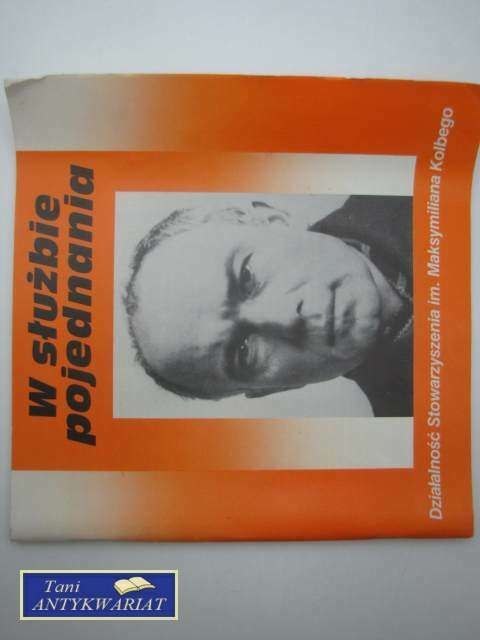 W służbie
pojednania
Działalność Stowarzyszenia im. Maksymiliana Kolbego
Tani
ANTYKWARIAT